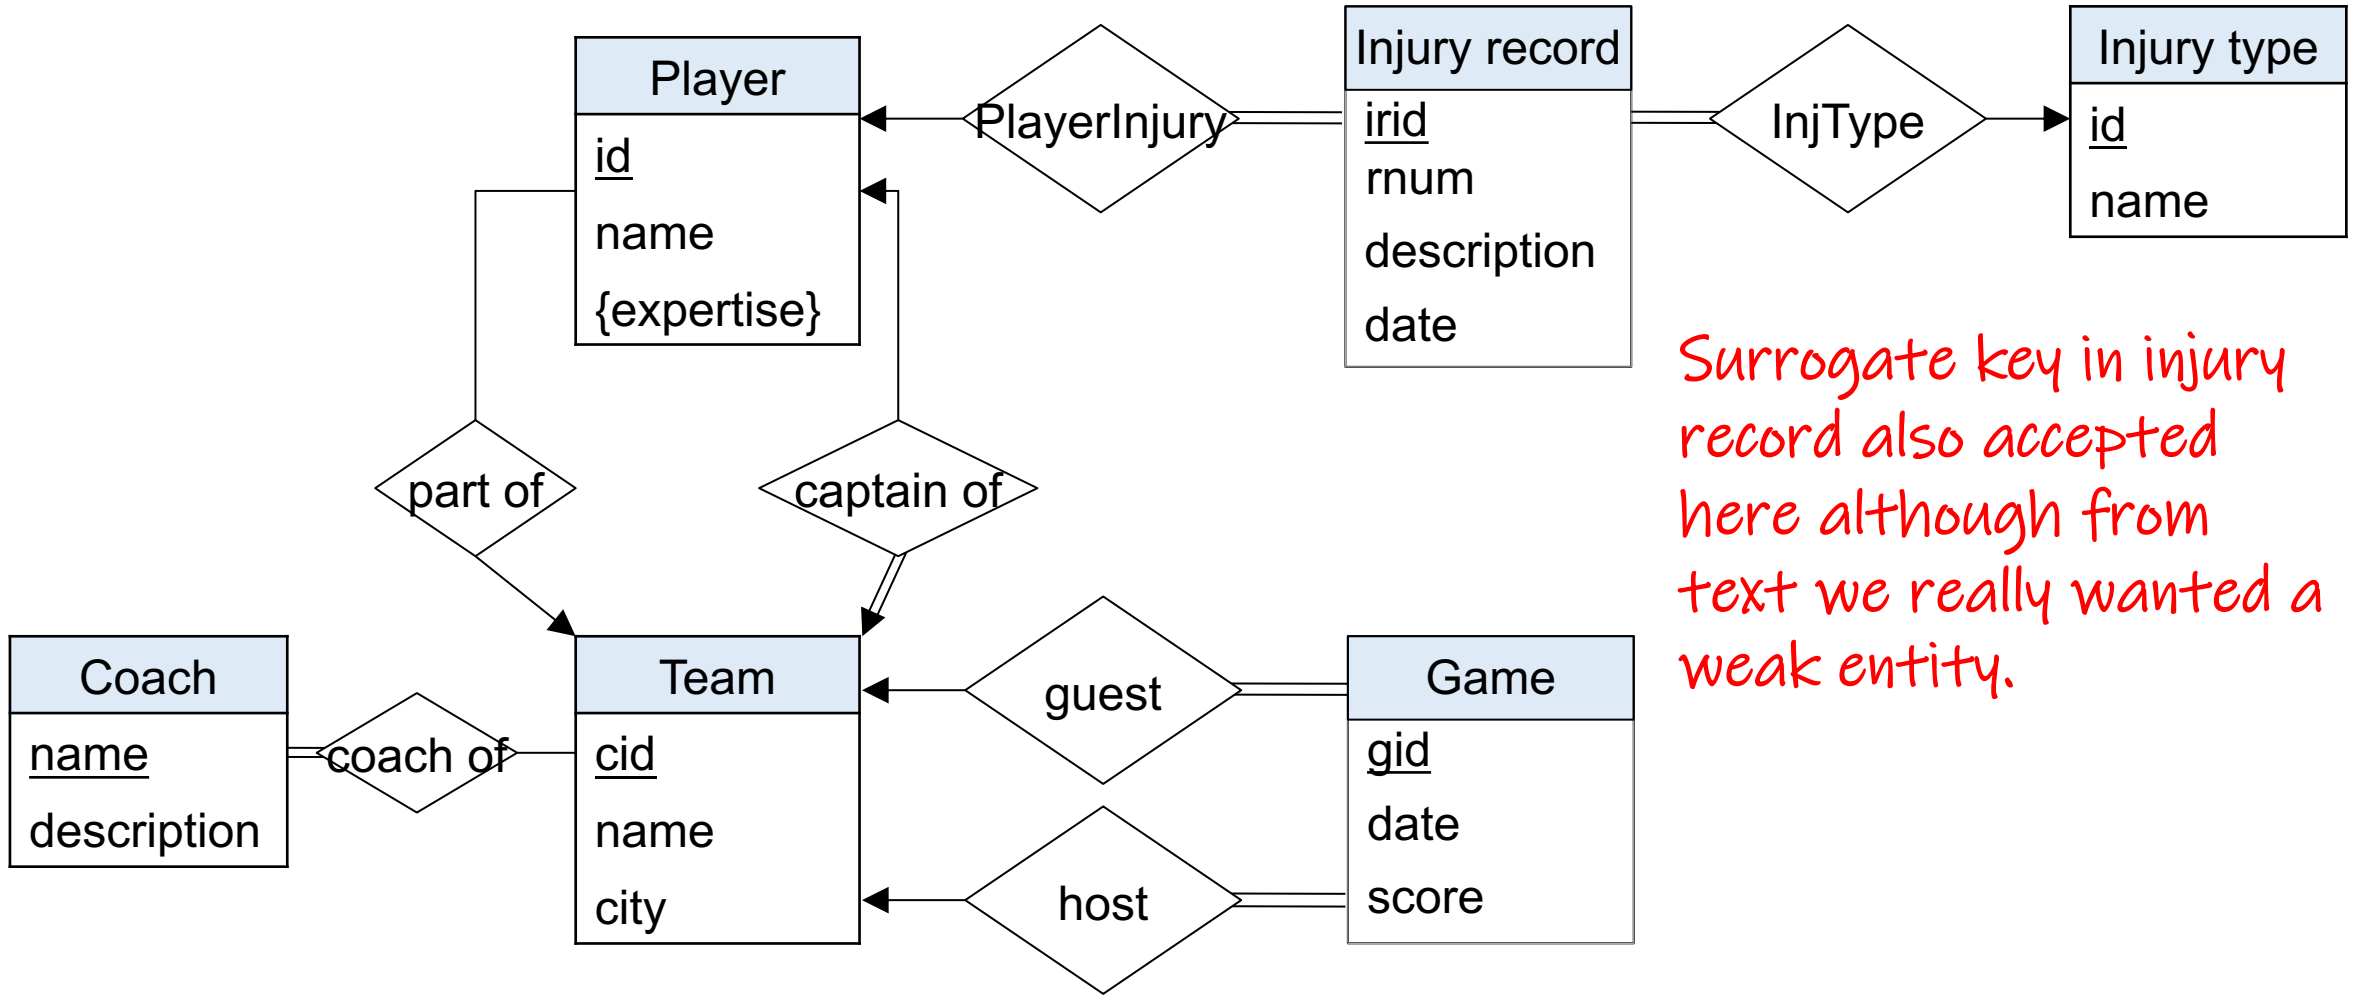 Player
id
name
{expertise}
PlayerInjury
Injury record
irid
rnum
description
date
InjType
Injury type
id
name
part of
captain of
Surrogate key in injury
record also accepted
here although from
text we really wanted a
weak entity.
Coach
name
description
coach of
Team
cid
name
city
guest
host
Game
gid
date
score